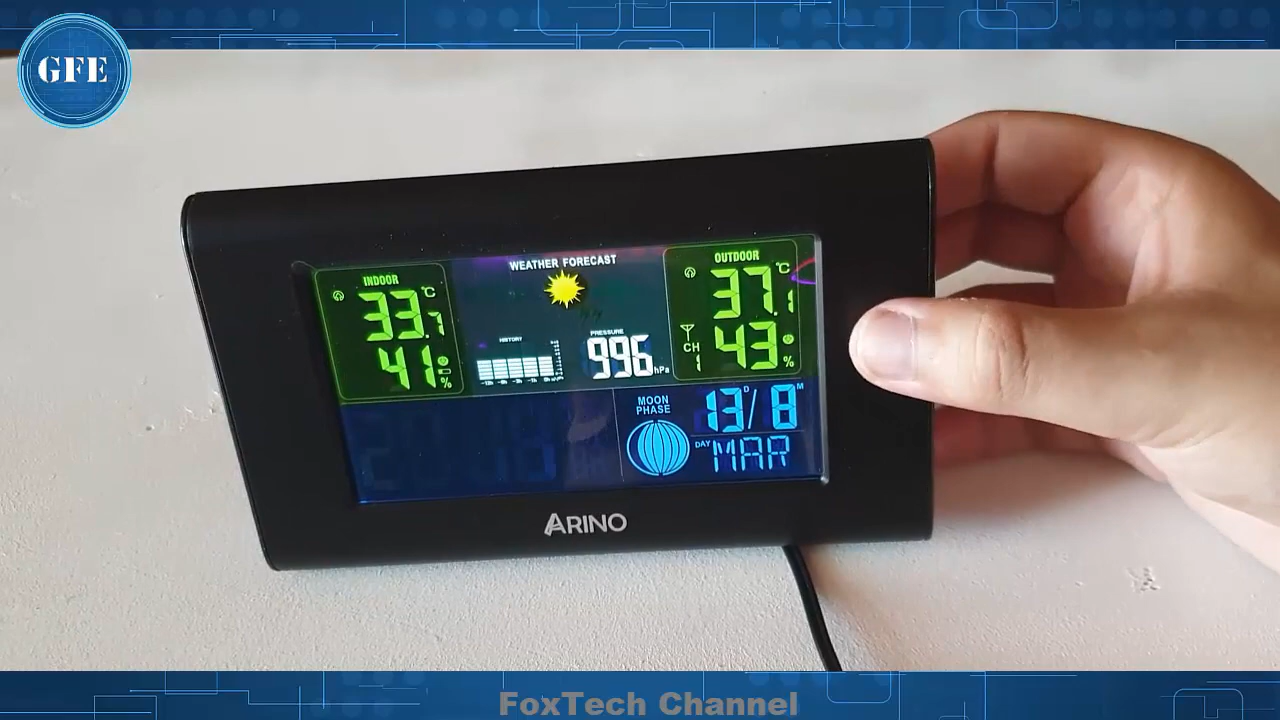 GFE
INDOOR
33.7 °C
41 %
WEATHER FORECAST
HISTORY
PRESSURE
996 hPa
OUTDOOR
37.1 °C
CH 1
43 %
MOON
PHASE
13 D / 8 M
DAY MAR
ARINO
FoxTech Channel